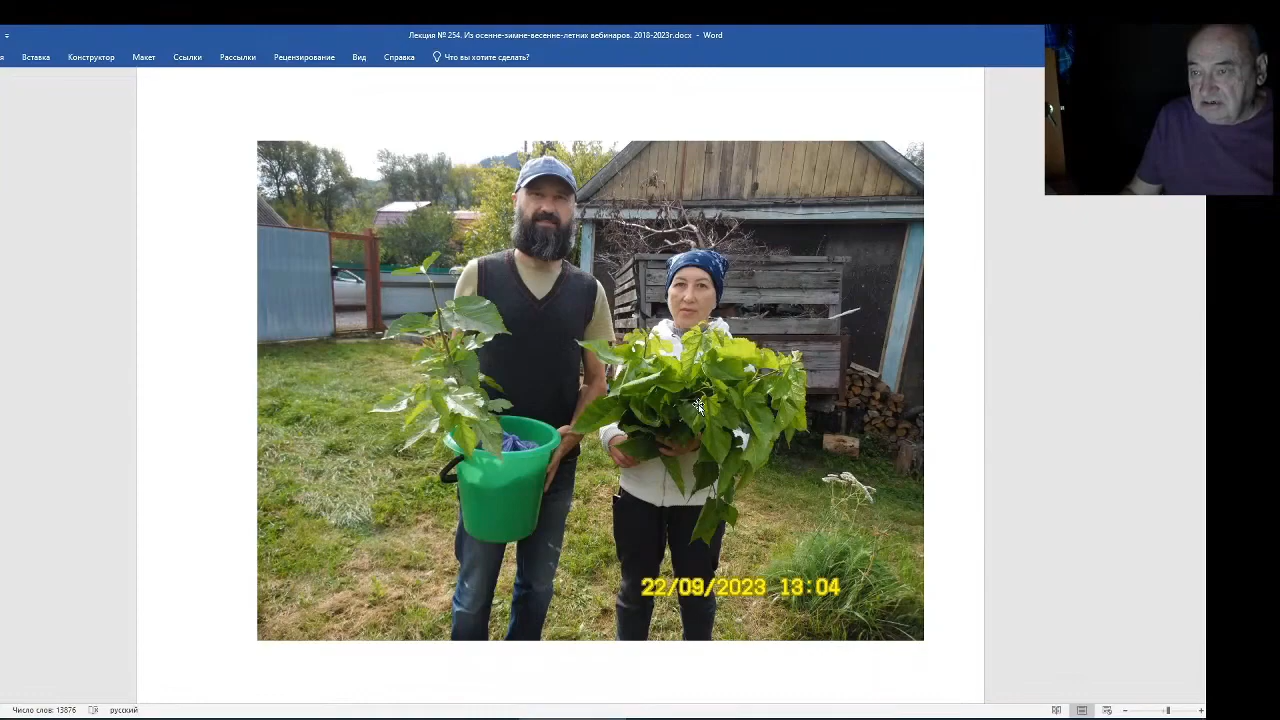 Лекция № 254. Из осенне-зимне-весенне-летних вебинаров. 2018-2023г.docx - Word
Вставка Конструктор Макет Ссылки Рассылки Рецензирование Вид Справка Что вы хотите сделать?
22/09/2023 13:04
Число слов: 13876 русский